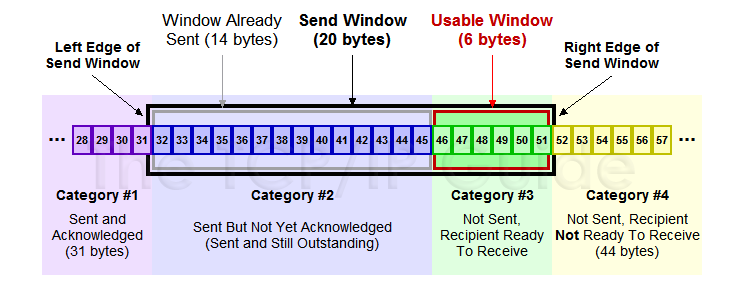 Window Already
Sent (14 bytes)
Send Window
(20 bytes)
Usable Window
(6 bytes)
Left Edge of
Send Window
Right Edge of
Send Window
... 28 29 30 31 32 33 34 35 36 37 38 39 40 41 42 43 44 45 46 47 48 49 50 51 52 53 54 55 56 57 ...
The TCP/IP Guide
Category #1
Sent and
Acknowledged
(31 bytes)
Category #2
Sent But Not Yet Acknowledged
(Sent and Still Outstanding)
Category #3
Not Sent,
Recipient Ready
To Receive
Category #4
Not Sent, Recipient
Not Ready To Receive
(44 bytes)